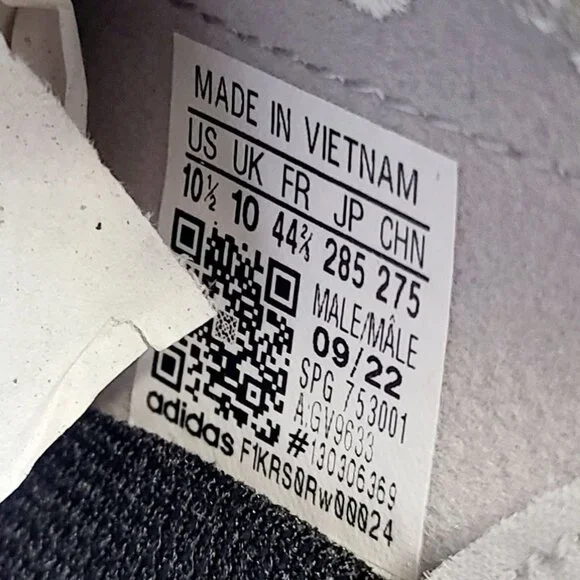 MADE IN VIETNAM
US UK FR JP CHN
10½ 10 44⅔ 285 275
MALE/MÂLE
09/22
SPG 753001
A:GV9633
#130306369
adidas F1KRS0Rw00024